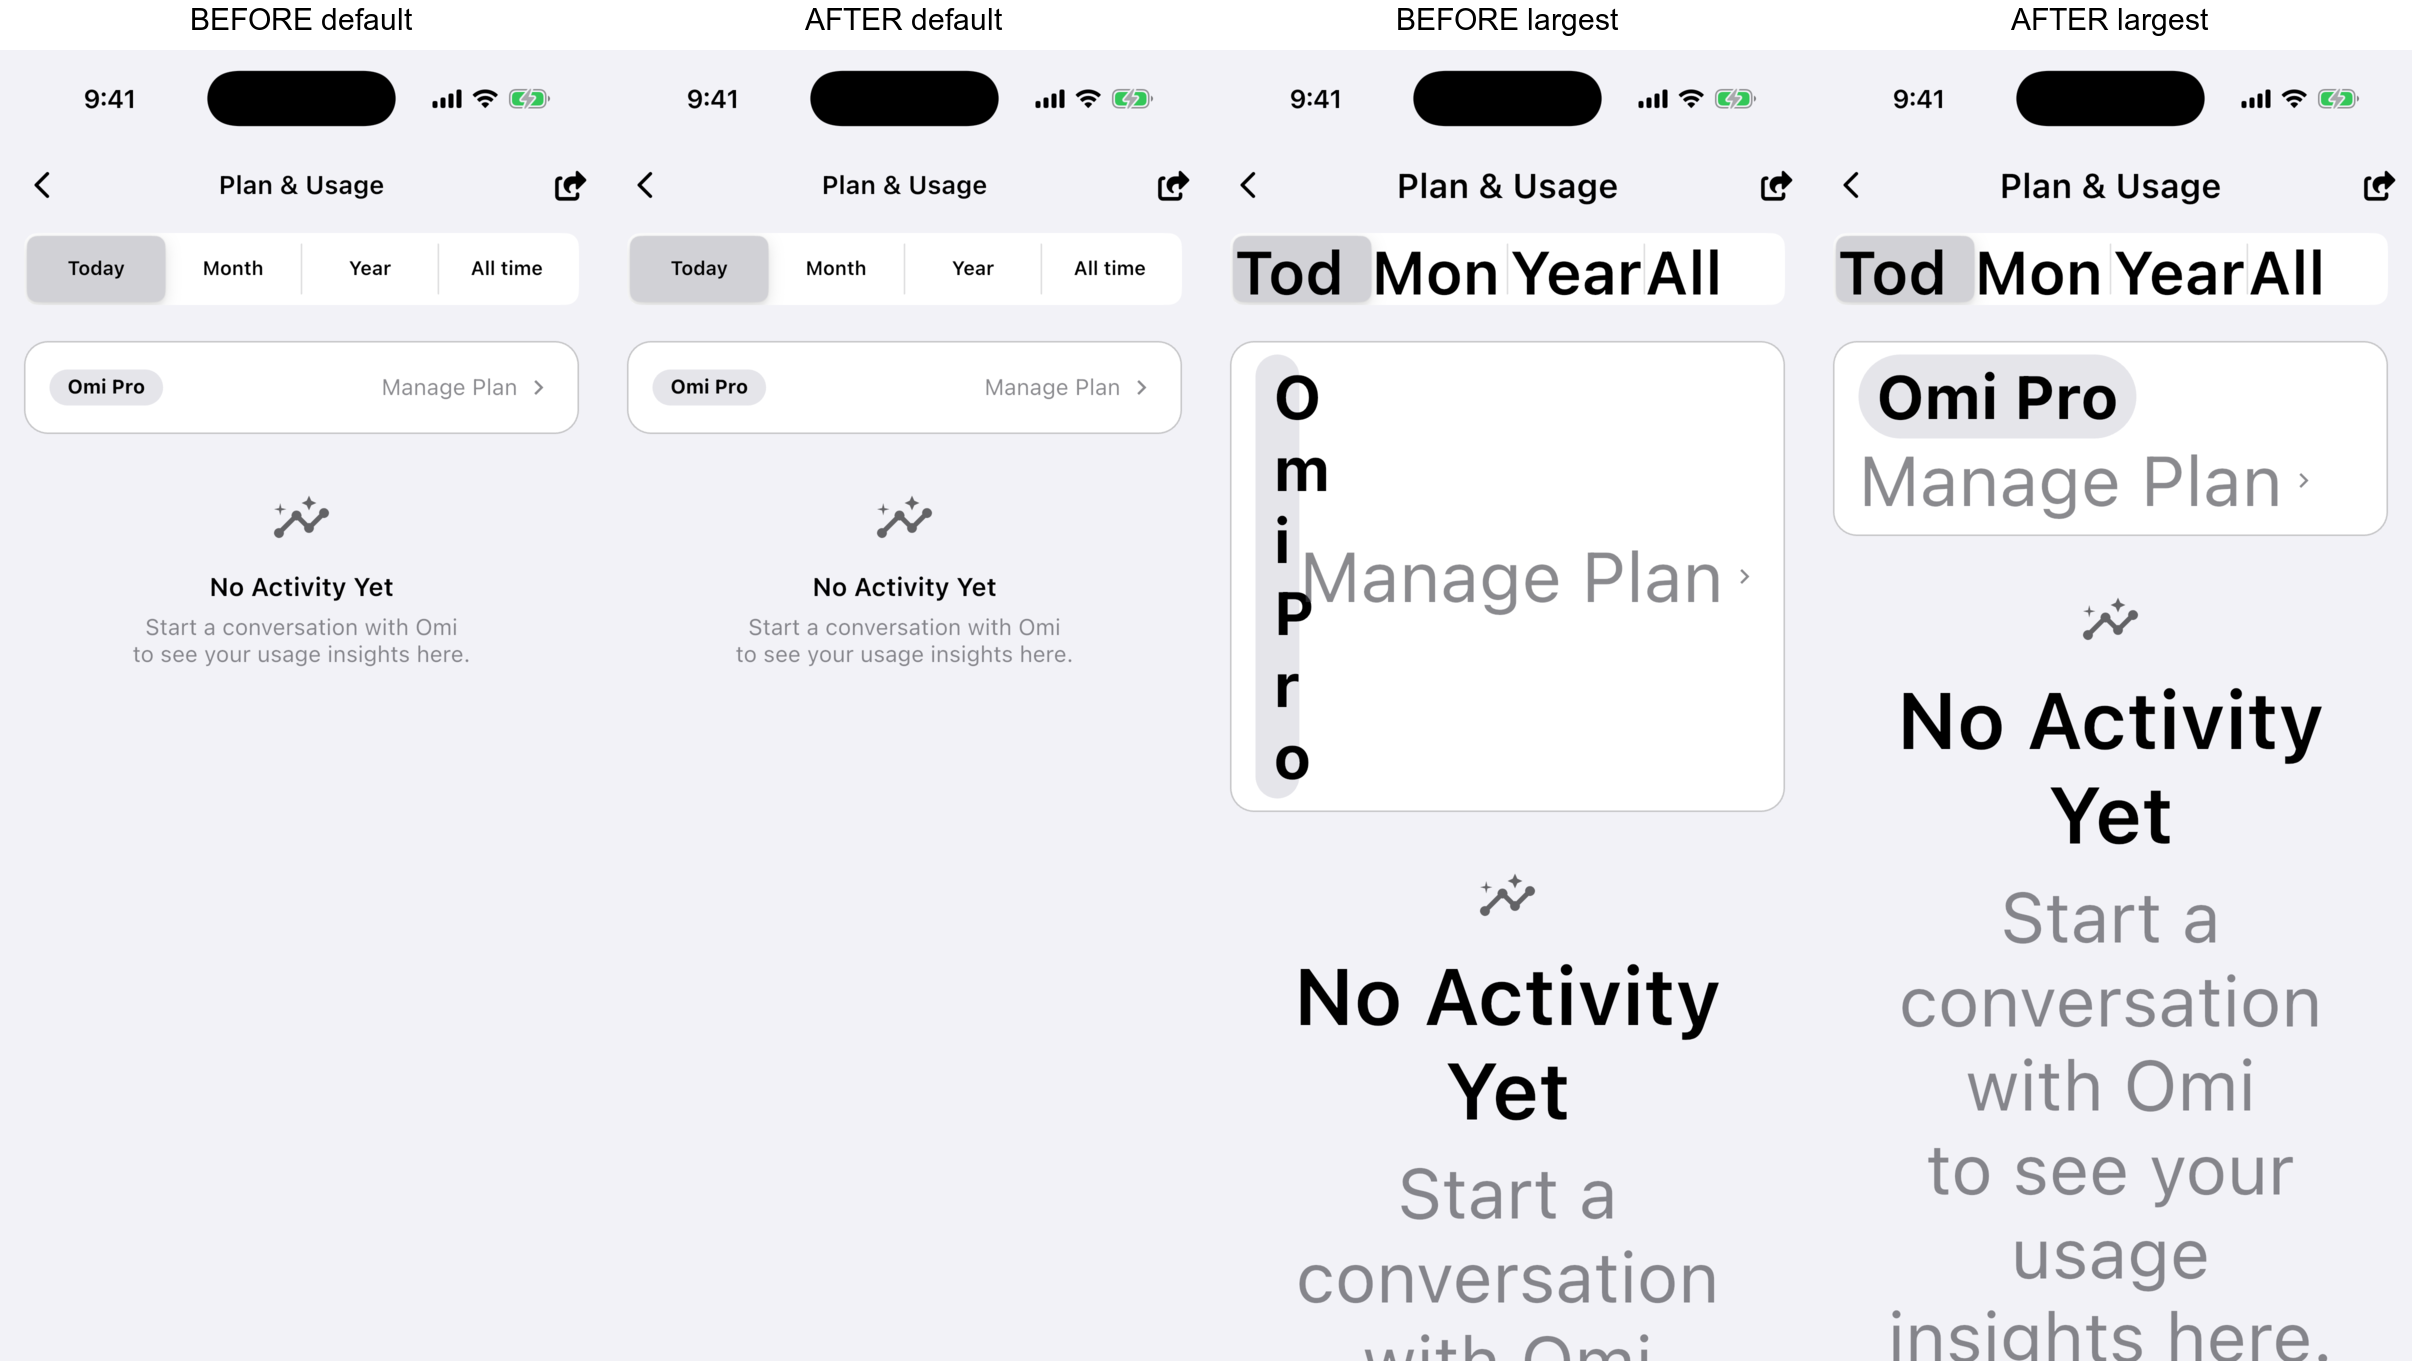 BEFORE default
9:41
Plan & Usage
Today Month Year All time
Omi Pro Manage Plan
No Activity Yet
Start a conversation with Omi
to see your usage insights here.
AFTER default
9:41
Plan & Usage
Today Month Year All time
Omi Pro Manage Plan
No Activity Yet
Start a conversation with Omi
to see your usage insights here.
BEFORE largest
9:41
Plan & Usage
Tod Mon Year All
O
m
i
P
r
o
Manage Plan
No Activity
Yet
Start a
conversation
with Omi
AFTER largest
9:41
Plan & Usage
Tod Mon Year All
Omi Pro
Manage Plan
No Activity
Yet
Start a
conversation
with Omi
to see your
usage
insights here.